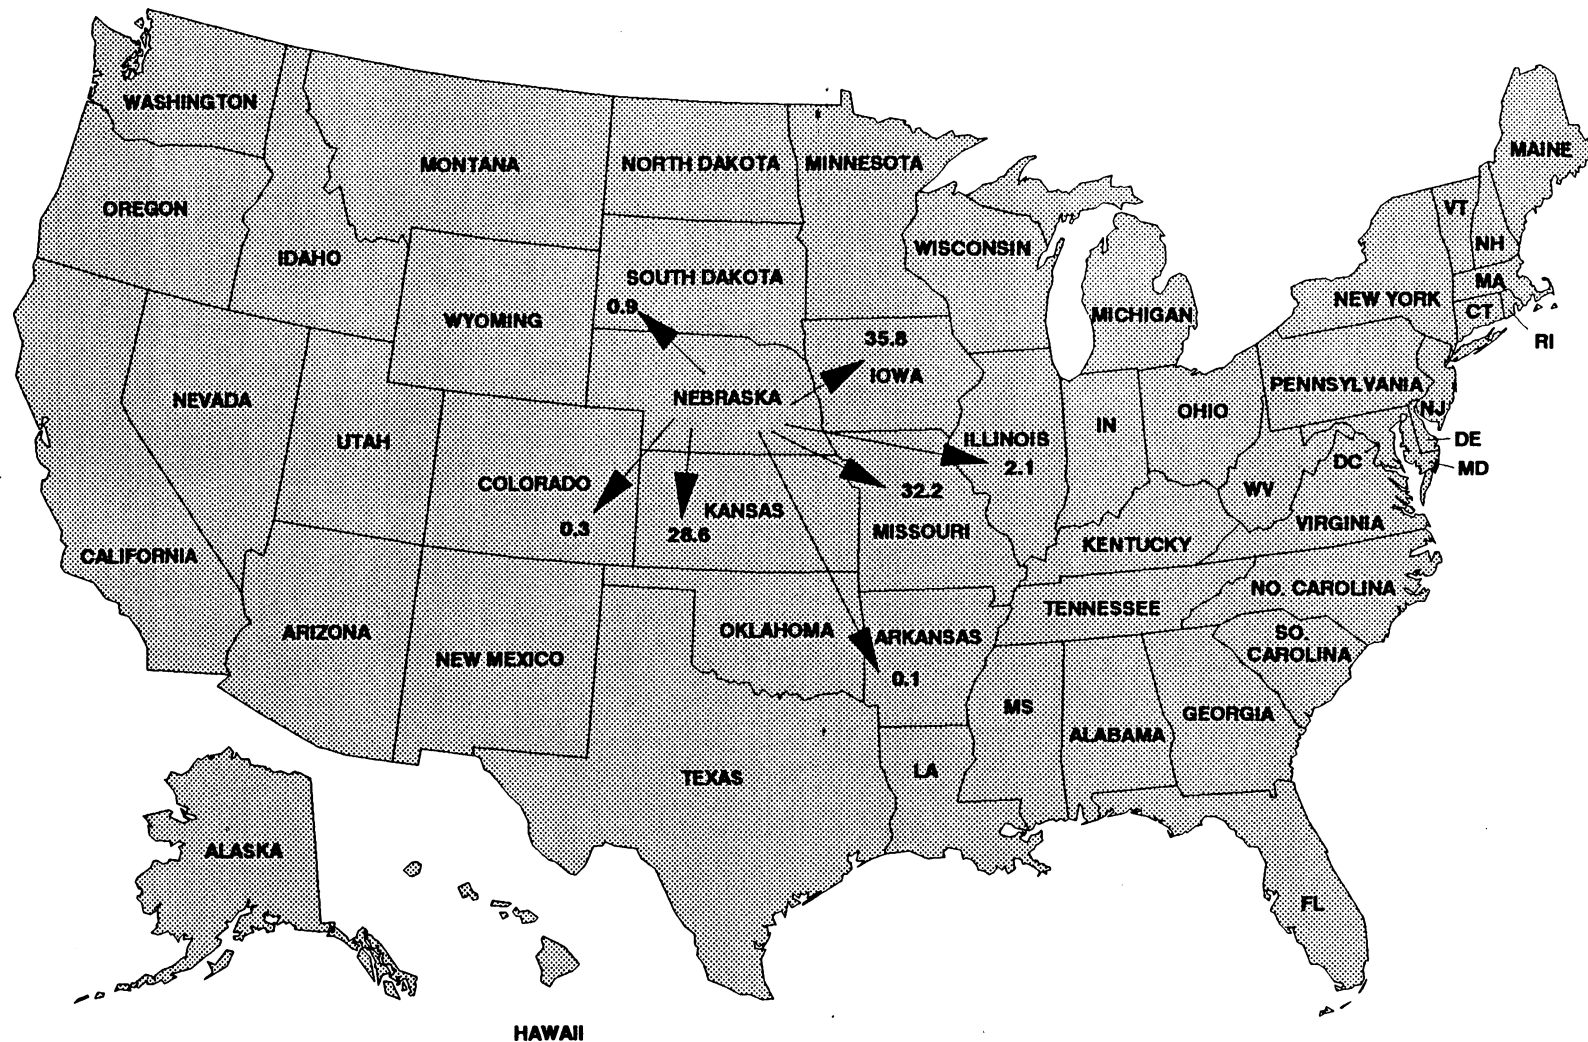 WASHINGTON
MONTANA
NORTH DAKOTA
MINNESOTA
MAINE
OREGON
VT
IDAHO
WISCONSIN
NH
SOUTH DAKOTA
MA
0.9
WYOMING
MICHIGAN
NEW YORK
CT
RI
35.8
IOWA
NEVADA
NEBRASKA
PENNSYLVANIA
OHIO
NJ
UTAH
IN
ILLINOIS
2.1
DE
DC
MD
COLORADO
0.3
KANSAS
28.6
32.2
MISSOURI
WV
VIRGINIA
CALIFORNIA
KENTUCKY
NO. CAROLINA
TENNESSEE
ARIZONA
NEW MEXICO
OKLAHOMA
ARKANSAS
0.1
SO.
CAROLINA
MS
GEORGIA
ALABAMA
TEXAS
LA
ALASKA
FL
HAWAII